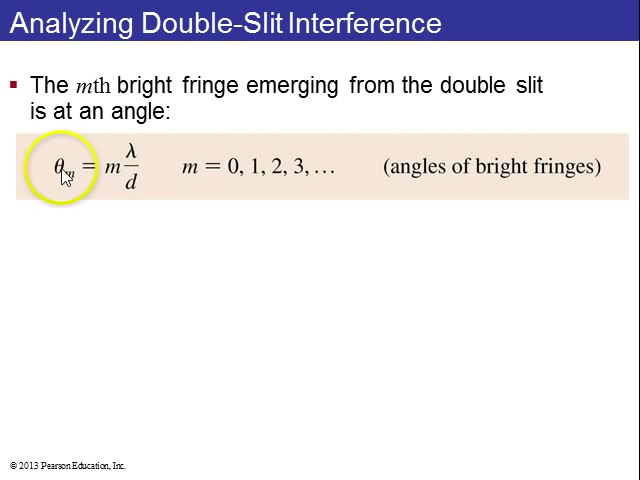 Analyzing Double-Slit Interference
▪ The mth bright fringe emerging from the double slit
is at an angle:
θₘ = m λ/d    m = 0, 1, 2, 3, …    (angles of bright fringes)
© 2013 Pearson Education, Inc.